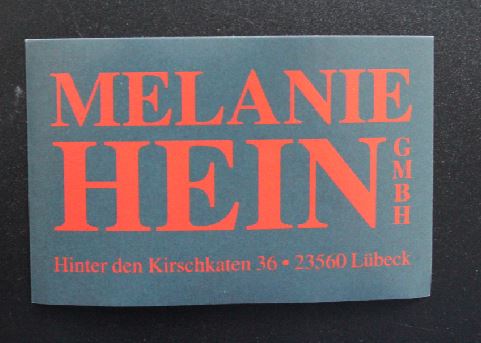 MELANIE
HEIN GMBH
Hinter den Kirschkaten 36 • 23560 Lübeck